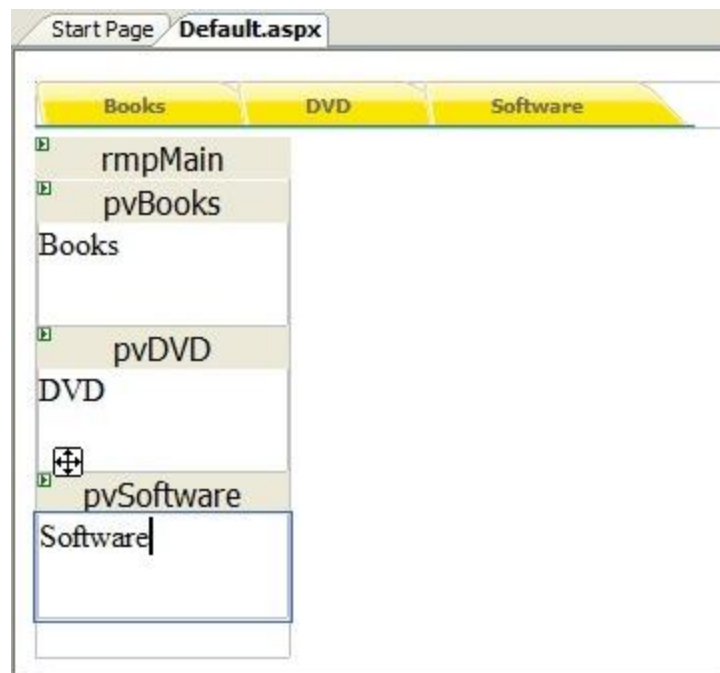 Start Page Default.aspx
Books DVD Software
rmpMain
pvBooks
Books
pvDVD
DVD
pvSoftware
Software